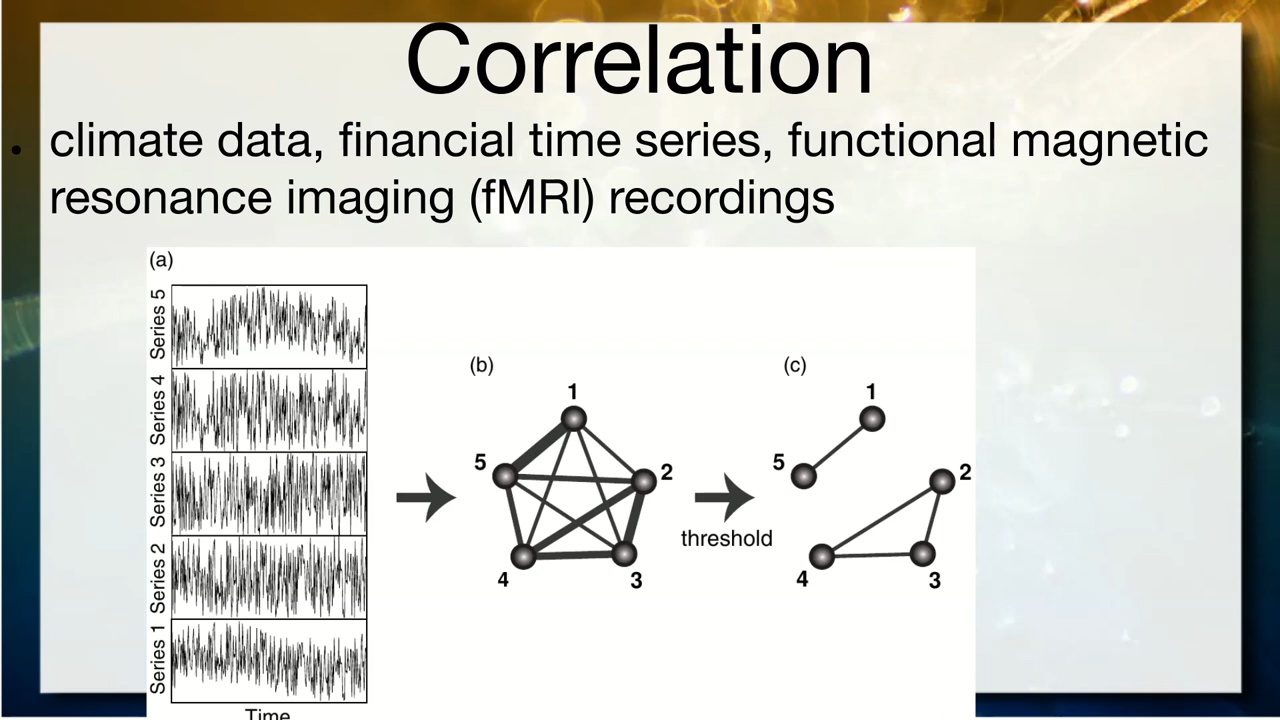 Correlation
• climate data, financial time series, functional magnetic
resonance imaging (fMRI) recordings
(a)
Series 5
Series 4
Series 3
Series 2
Series 1
Time
(b)
1
5
2
4
3
threshold
(c)
1
5
2
4
3